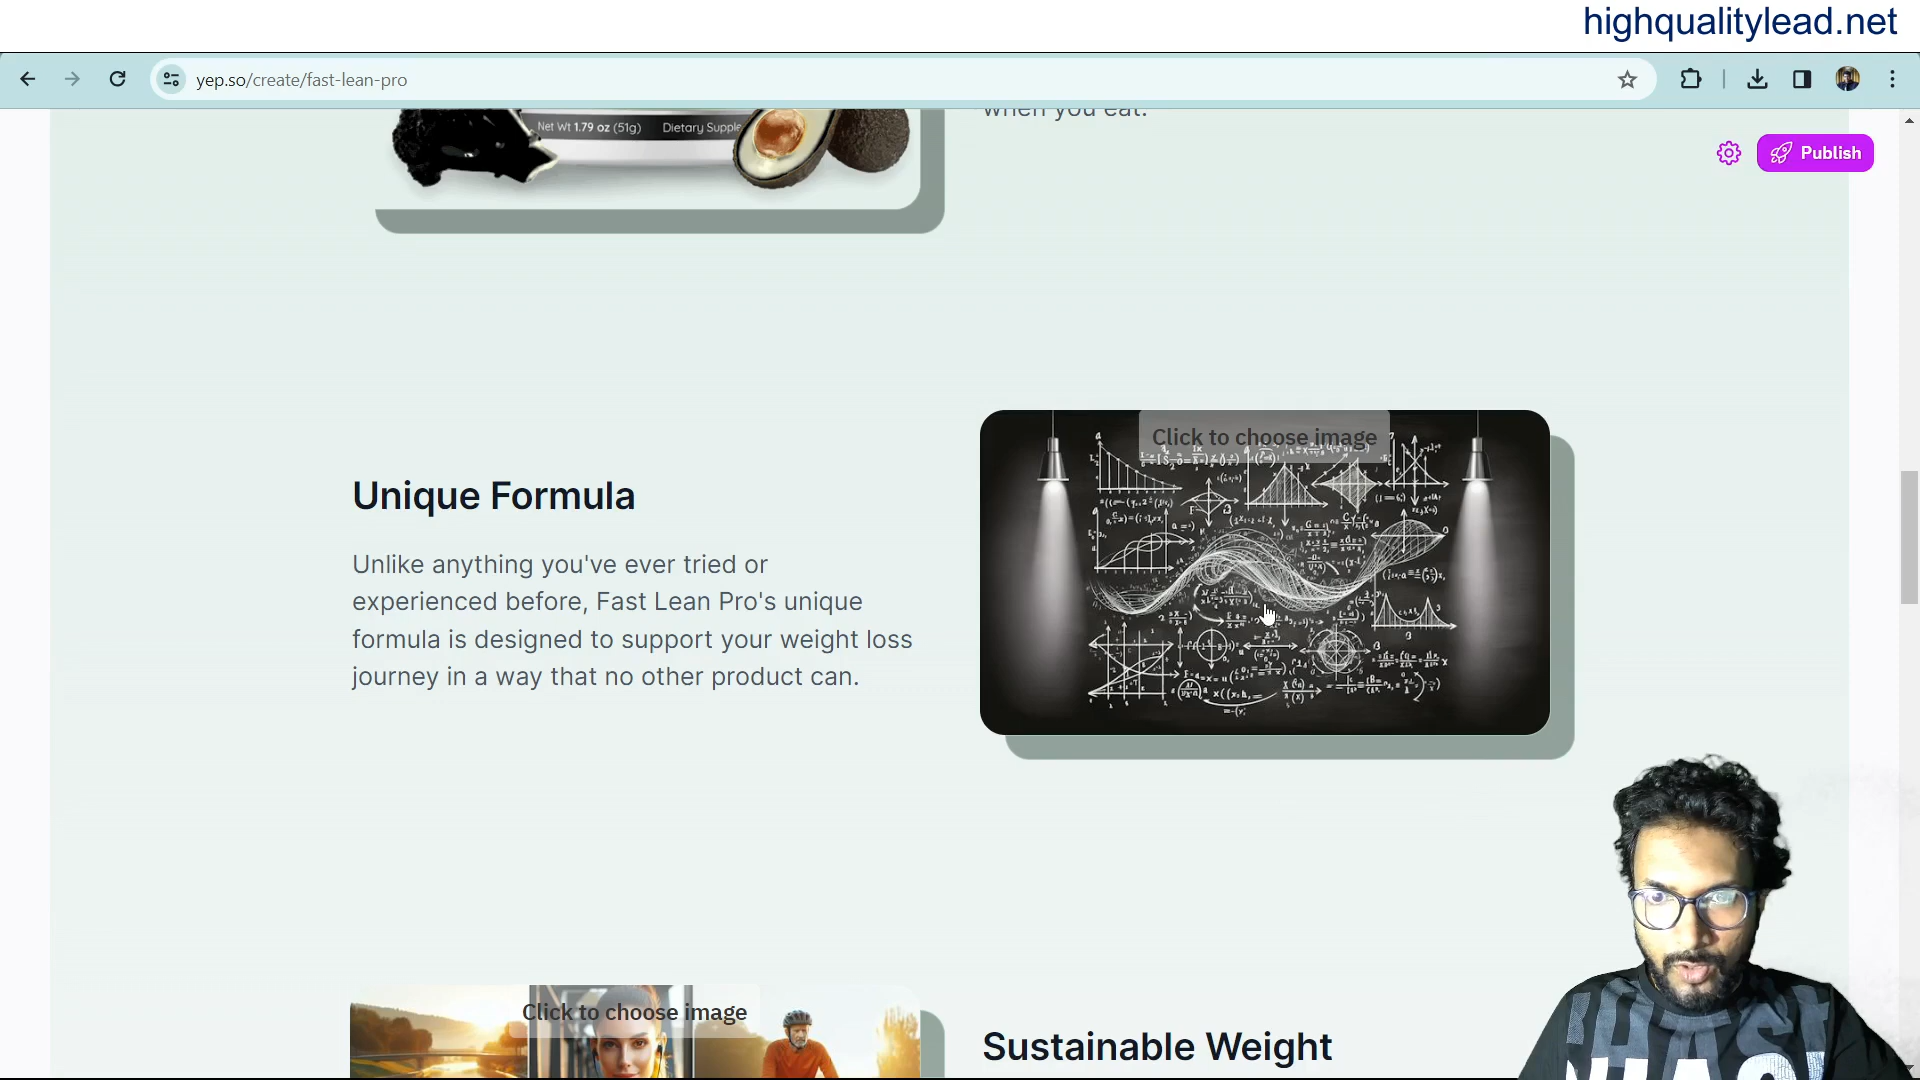 highqualitylead.net
yep.so/create/fast-lean-pro
when you eat.
Net Wt 1.79 oz (51g) Dietary Supple
Publish
Click to choose image
Unique Formula
Unlike anything you've ever tried or
experienced before, Fast Lean Pro's unique
formula is designed to support your weight loss
journey in a way that no other product can.
Click to choose image
Sustainable Weight